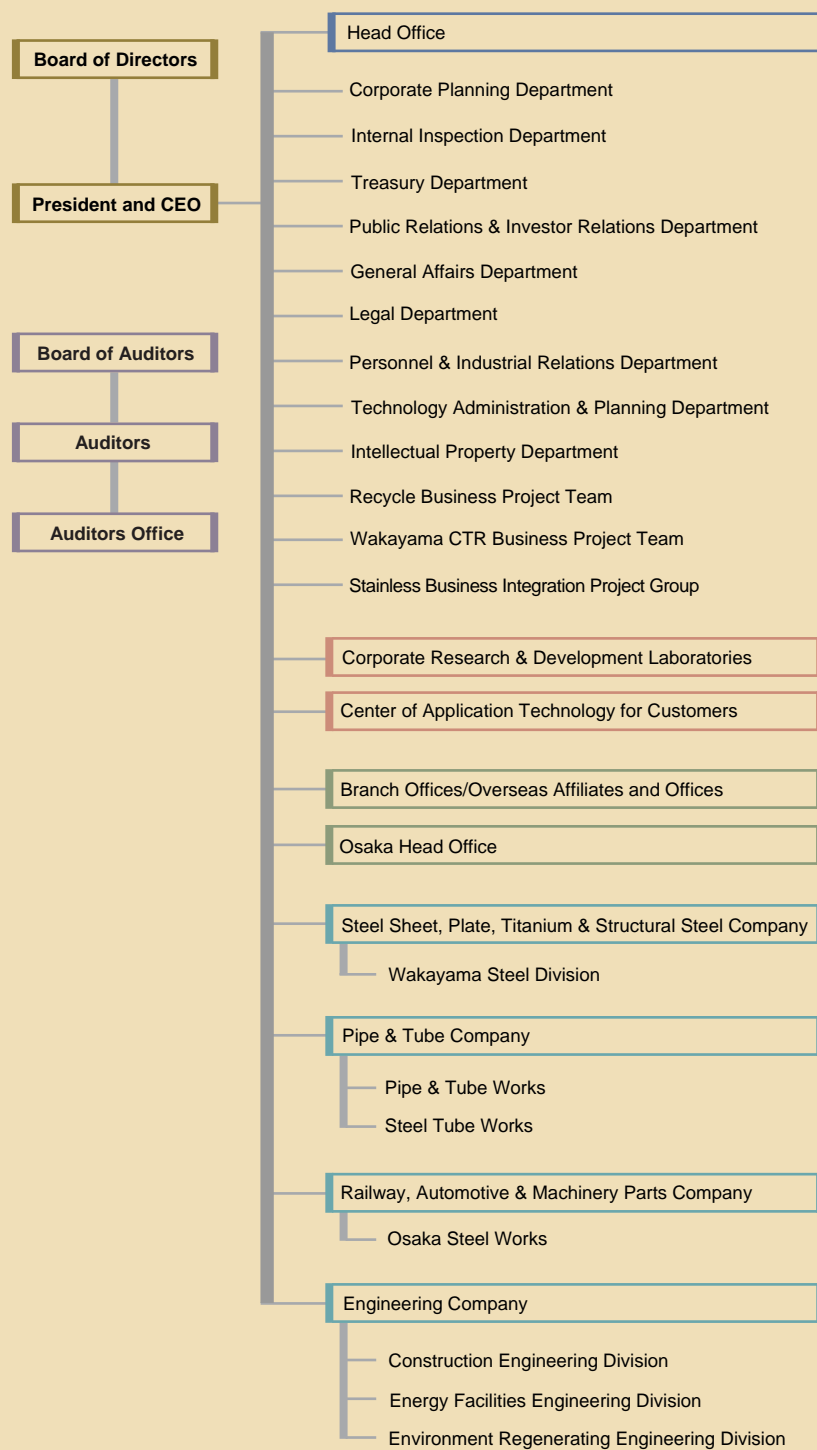 Board of Directors
President and CEO
Board of Auditors
Auditors
Auditors Office
Head Office
Corporate Planning Department
Internal Inspection Department
Treasury Department
Public Relations & Investor Relations Department
General Affairs Department
Legal Department
Personnel & Industrial Relations Department
Technology Administration & Planning Department
Intellectual Property Department
Recycle Business Project Team
Wakayama CTR Business Project Team
Stainless Business Integration Project Group
Corporate Research & Development Laboratories
Center of Application Technology for Customers
Branch Offices/Overseas Affiliates and Offices
Osaka Head Office
Steel Sheet, Plate, Titanium & Structural Steel Company
Wakayama Steel Division
Pipe & Tube Company
Pipe & Tube Works
Steel Tube Works
Railway, Automotive & Machinery Parts Company
Osaka Steel Works
Engineering Company
Construction Engineering Division
Energy Facilities Engineering Division
Environment Regenerating Engineering Division